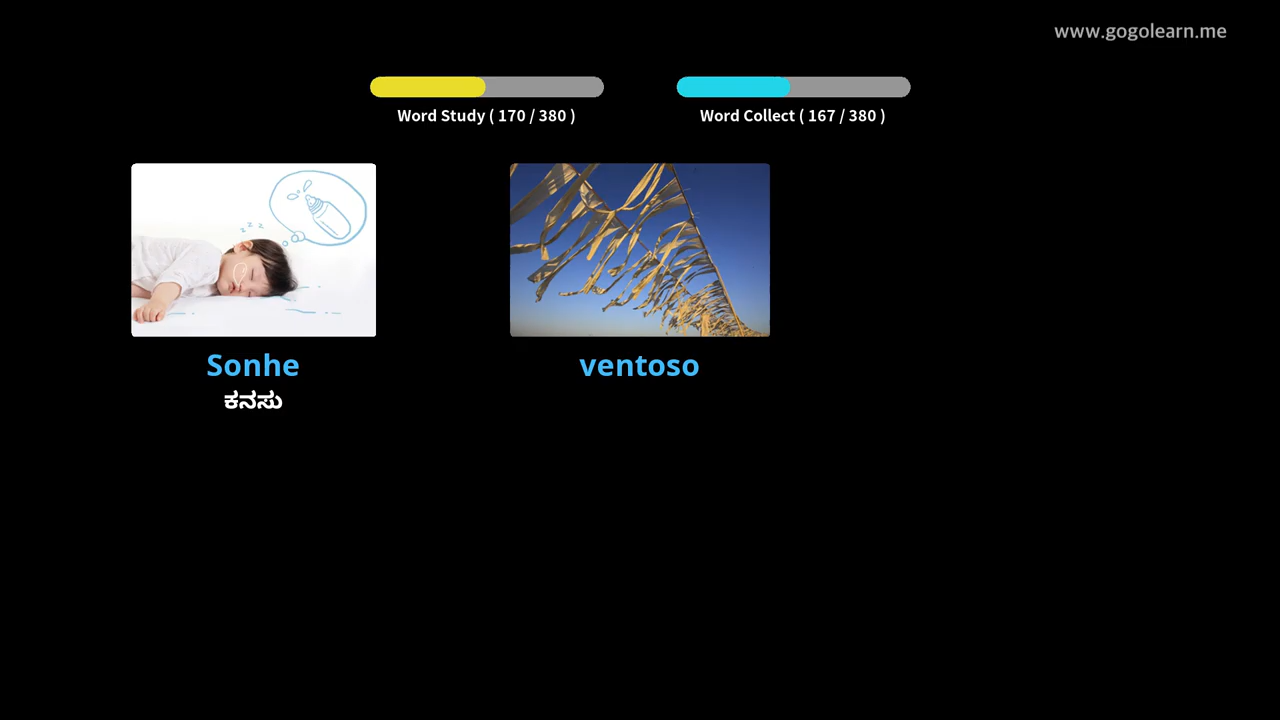 www.gogolearn.me
Word Study ( 170 / 380 )
Word Collect ( 167 / 380 )
z z z
Sonhe
ventoso
ಕನಸು